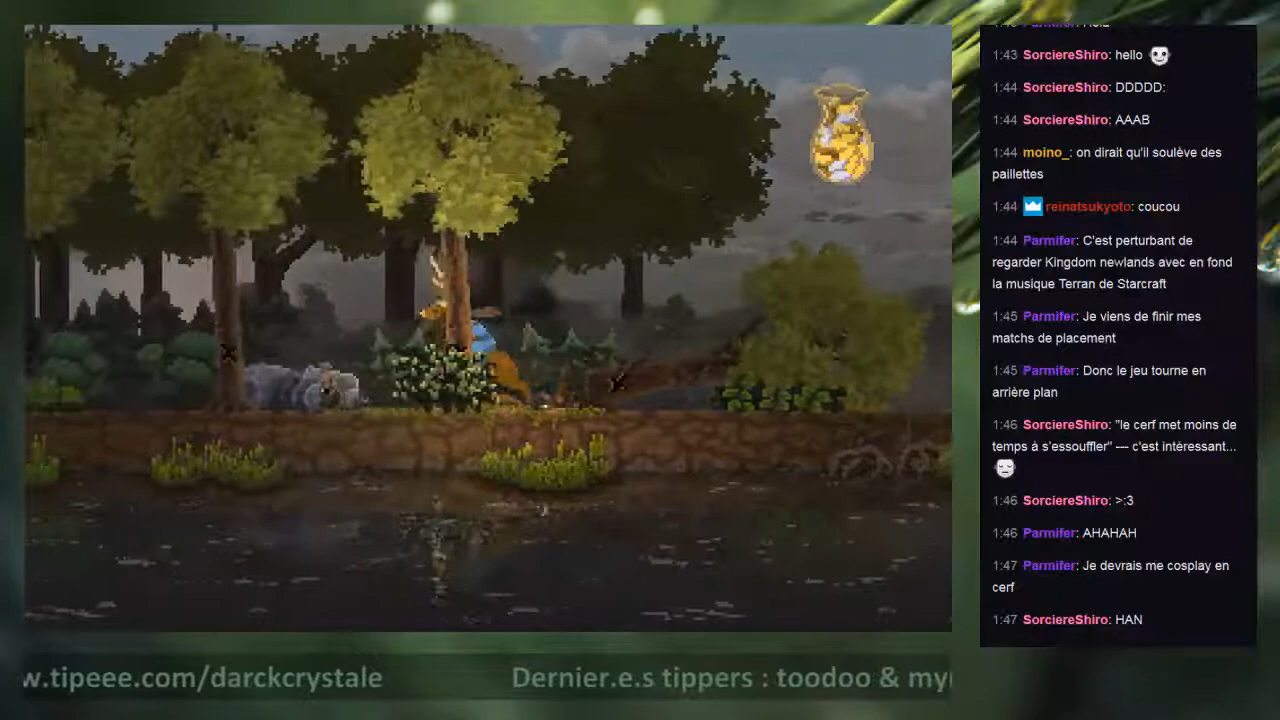 1:43 SorciereShiro: hello
1:44 SorciereShiro: DDDDD:
1:44 SorciereShiro: AAAB
1:44 moino_: on dirait qu'il soulève des
paillettes
1:44 reinatsukyoto: coucou
1:44 Parmifer: C'est perturbant de
regarder Kingdom newlands avec en fond
la musique Terran de Starcraft
1:45 Parmifer: Je viens de finir mes
matchs de placement
1:45 Parmifer: Donc le jeu tourne en
arrière plan
1:46 SorciereShiro: "le cerf met moins de
temps à s'essouffler" --- c'est intéressant...
1:46 SorciereShiro: >:3
1:46 Parmifer: AHAHAH
1:47 Parmifer: Je devrais me cosplay en
cerf
1:47 SorciereShiro: HAN
w.tipeee.com/darckcrystale Dernier.e.s tippers : toodoo & my